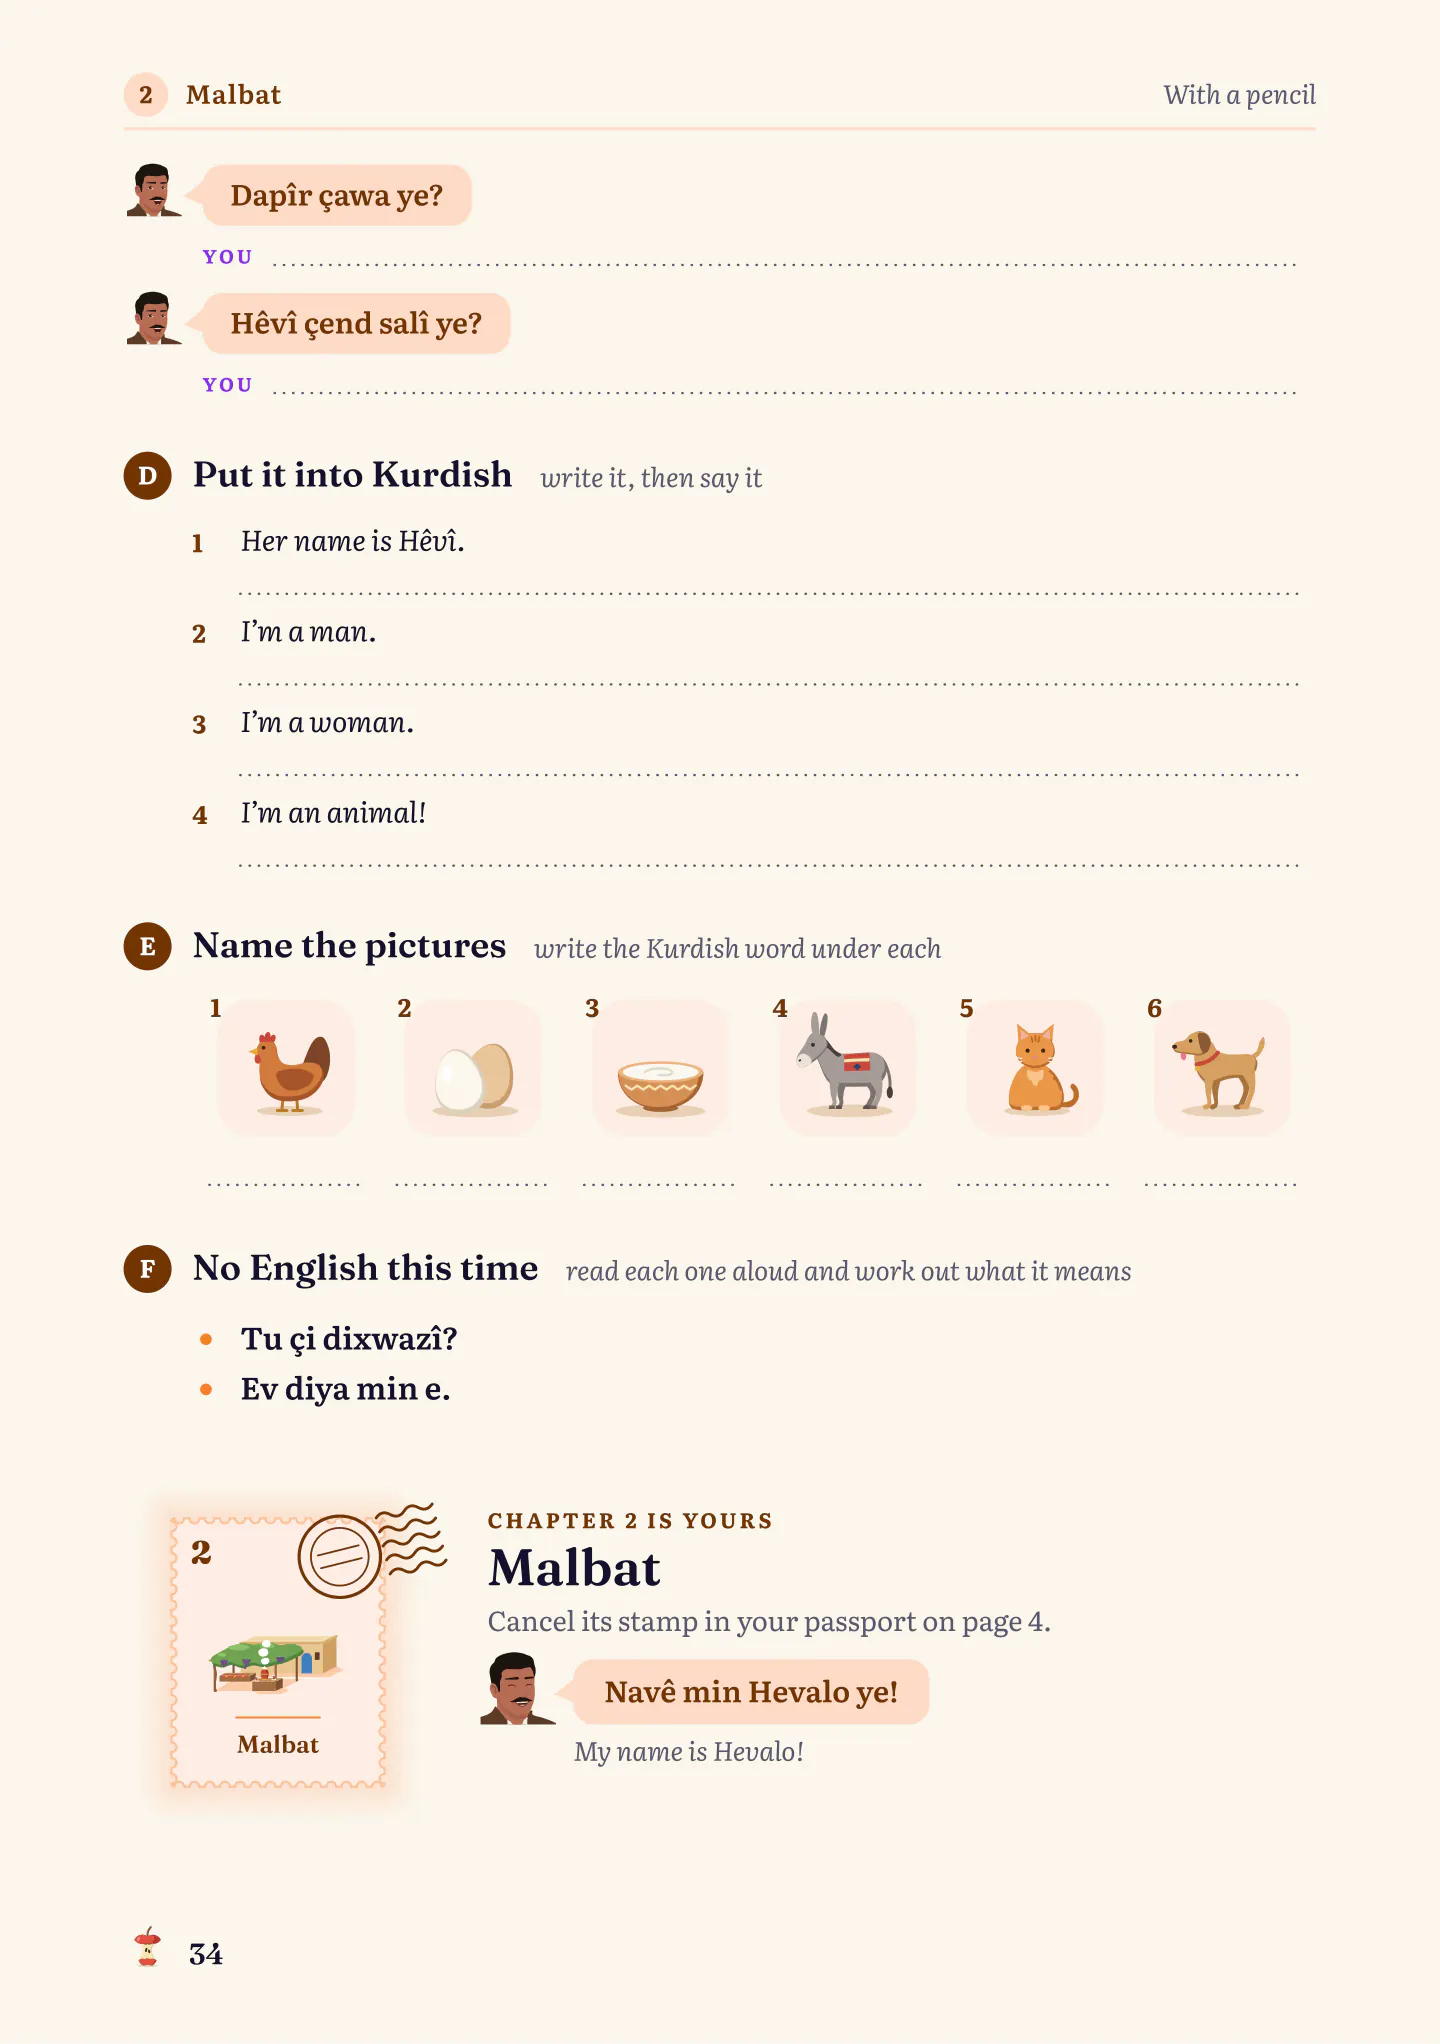 2 Malbat With a pencil
Dapîr çawa ye?
YOU
Hêvî çend salî ye?
YOU
D Put it into Kurdish write it, then say it
1 Her name is Hêvî.
2 I'm a man.
3 I'm a woman.
4 I'm an animal!
E Name the pictures write the Kurdish word under each
1 2 3 4 5 6
F No English this time read each one aloud and work out what it means
• Tu çi dixwazî?
• Ev diya min e.
2
Malbat
CHAPTER 2 IS YOURS
Malbat
Cancel its stamp in your passport on page 4.
Navê min Hevalo ye!
My name is Hevalo!
34